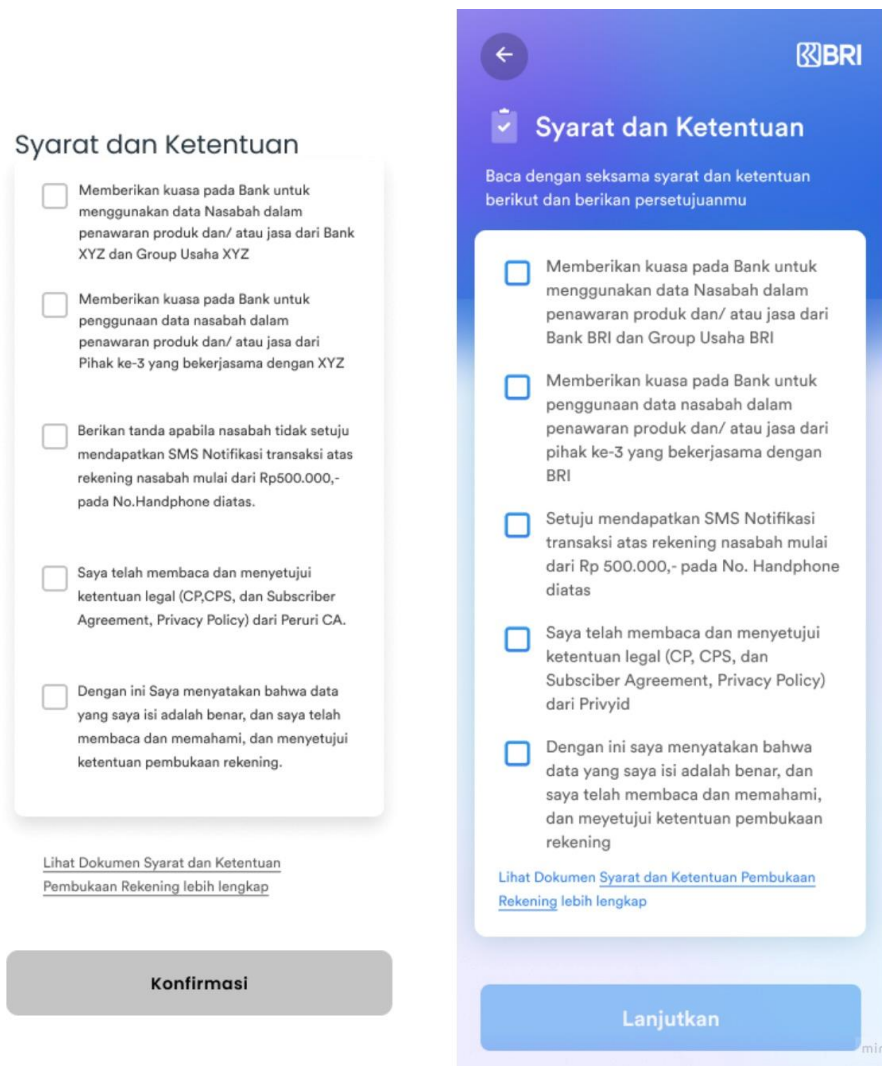 Syarat dan Ketentuan
Memberikan kuasa pada Bank untuk
menggunakan data Nasabah dalam
penawaran produk dan/ atau jasa dari Bank
XYZ dan Group Usaha XYZ
Memberikan kuasa pada Bank untuk
penggunaan data nasabah dalam
penawaran produk dan/ atau jasa dari
Pihak ke-3 yang bekerjasama dengan XYZ
Berikan tanda apabila nasabah tidak setuju
mendapatkan SMS Notifikasi transaksi atas
rekening nasabah mulai dari Rp500.000,-
pada No.Handphone diatas.
Saya telah membaca dan menyetujui
ketentuan legal (CP,CPS, dan Subscriber
Agreement, Privacy Policy) dari Peruri CA.
Dengan ini Saya menyatakan bahwa data
yang saya isi adalah benar, dan saya telah
membaca dan memahami, dan menyetujui
ketentuan pembukaan rekening.
Lihat Dokumen Syarat dan Ketentuan
Pembukaan Rekening lebih lengkap
Konfirmasi
BRI
Syarat dan Ketentuan
Baca dengan seksama syarat dan ketentuan
berikut dan berikan persetujuanmu
Memberikan kuasa pada Bank untuk
menggunakan data Nasabah dalam
penawaran produk dan/ atau jasa dari
Bank BRI dan Group Usaha BRI
Memberikan kuasa pada Bank untuk
penggunaan data nasabah dalam
penawaran produk dan/ atau jasa dari
pihak ke-3 yang bekerjasama dengan
BRI
Setuju mendapatkan SMS Notifikasi
transaksi atas rekening nasabah mulai
dari Rp 500.000,- pada No. Handphone
diatas
Saya telah membaca dan menyetujui
ketentuan legal (CP, CPS, dan
Subsciber Agreement, Privacy Policy)
dari Privyid
Dengan ini saya menyatakan bahwa
data yang saya isi adalah benar, dan
saya telah membaca dan memahami,
dan meyetujui ketentuan pembukaan
rekening
Lihat Dokumen Syarat dan Ketentuan Pembukaan
Rekening lebih lengkap
Lanjutkan